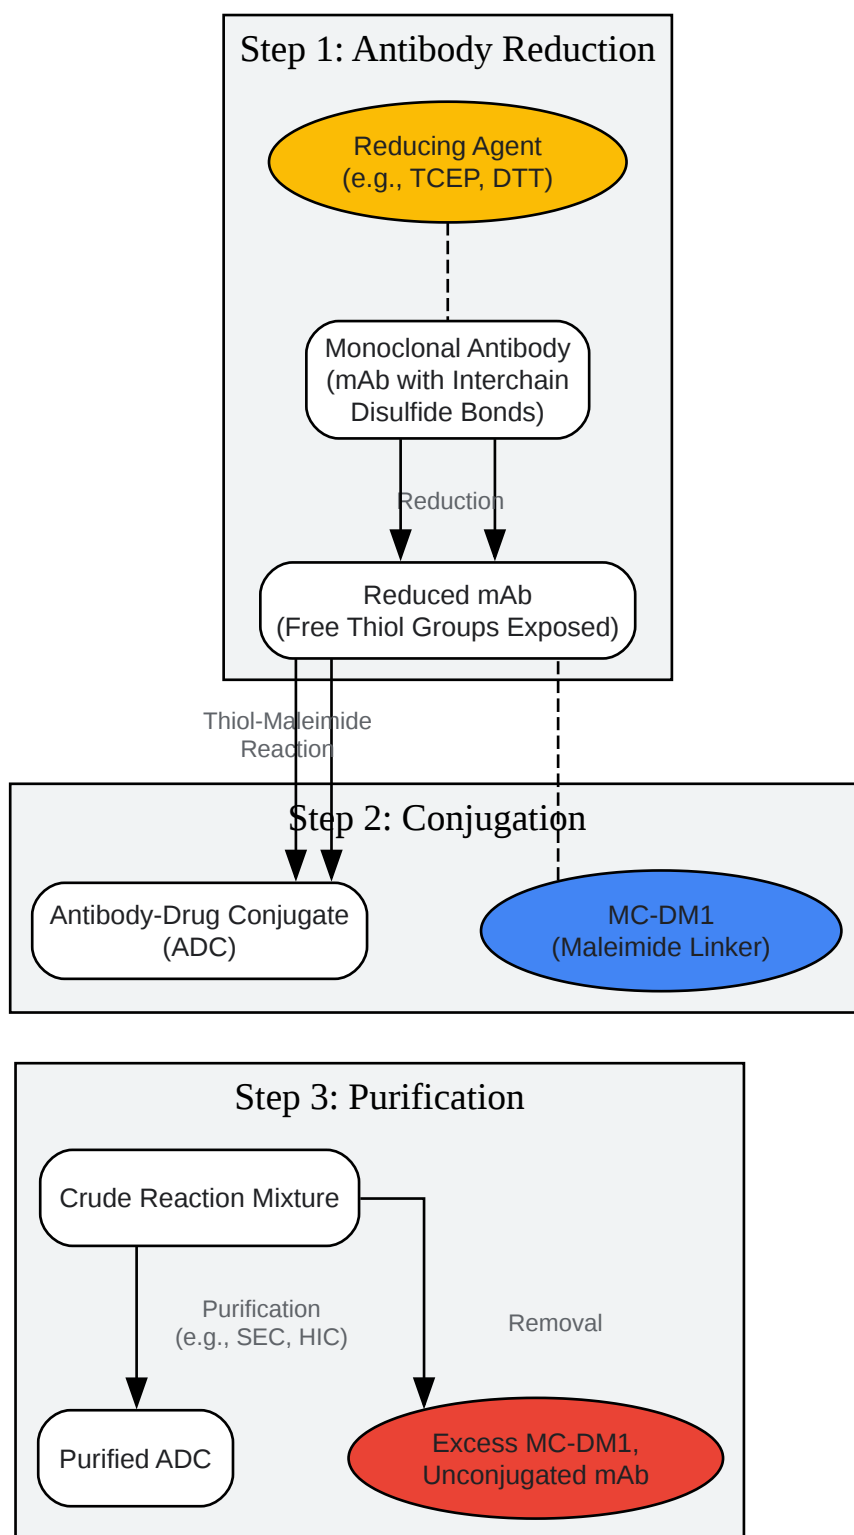 Step 1: Antibody Reduction
Reducing Agent
(e.g., TCEP, DTT)
Monoclonal Antibody
(mAb with Interchain
Disulfide Bonds)
Reduction
Reduced mAb
(Free Thiol Groups Exposed)
Thiol-Maleimide
Reaction
Step 2: Conjugation
Antibody-Drug Conjugate
(ADC)
MC-DM1
(Maleimide Linker)
Step 3: Purification
Crude Reaction Mixture
Purification
(e.g., SEC, HIC)
Removal
Purified ADC
Excess MC-DM1,
Unconjugated mAb